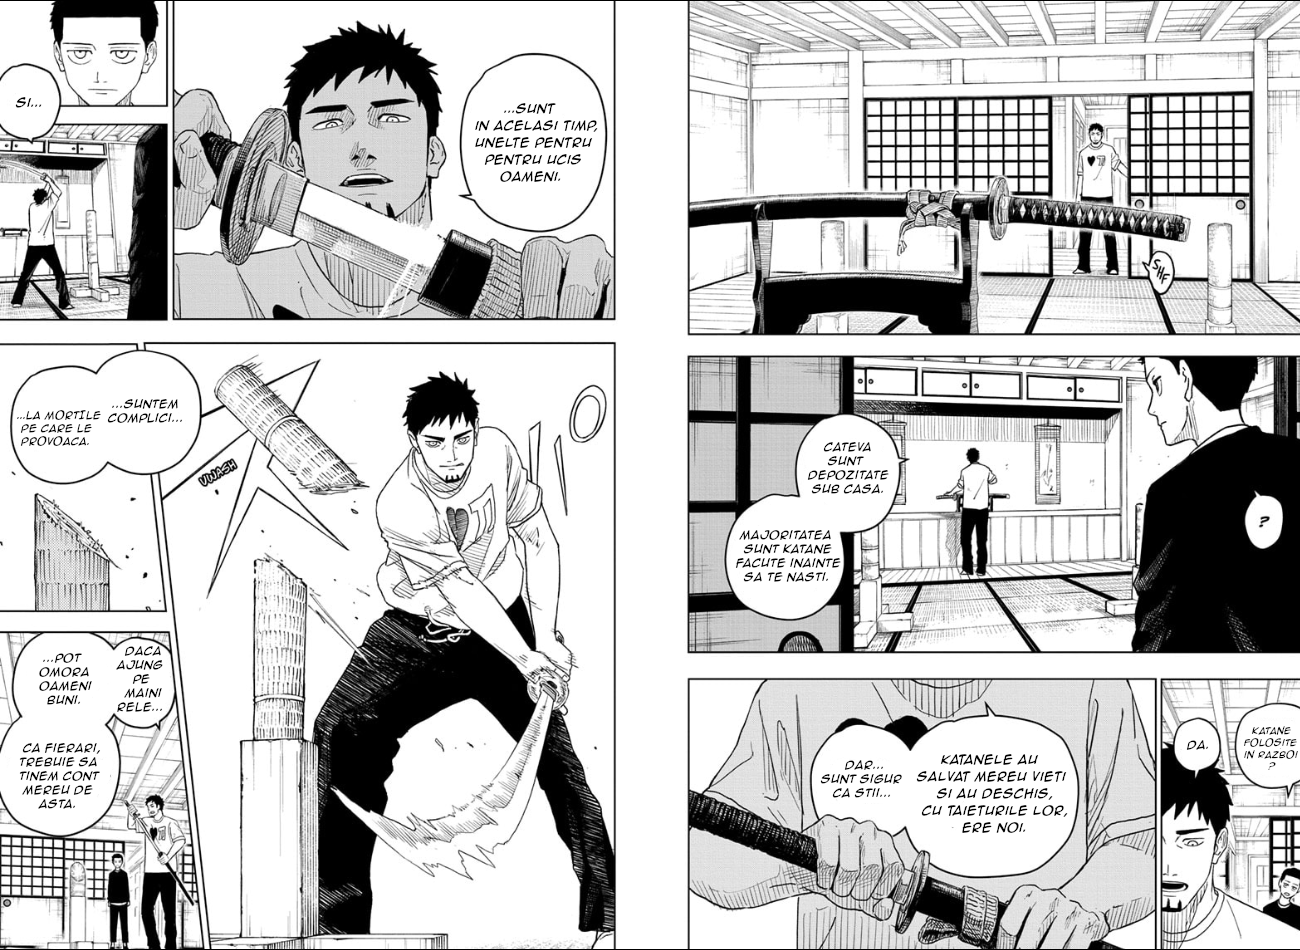 SHF
?
CATEVA
SUNT
DEPOZITATE
SUB CASA.
MAJORITATEA
SUNT KATANE
FACUTE INAINTE
SA TE NASTI.
KATANE
FOLOSITE
IN RAZBOI
?
DA.
KATANELE AU
SALVAT MEREU VIETI
SI AU DESCHIS,
CU TAIETURILE LOR,
ERE NOI.
DAR...
SUNT SIGUR
CA STII...
...SUNT
IN ACELASI TIMP,
UNELTE PENTRU
PENTRU UCIS
OAMENI.
SI...
VWASH
...SUNTEM
COMPLICI...
...LA MORTILE
PE CARE LE
PROVOACA.
DACA
AJUNG
PE
MAINI
RELE...
...POT
OMORA
OAMENI
BUNI.
CA FIERARI,
TREBUIE SA
TINEM CONT
MEREU DE
ASTA.